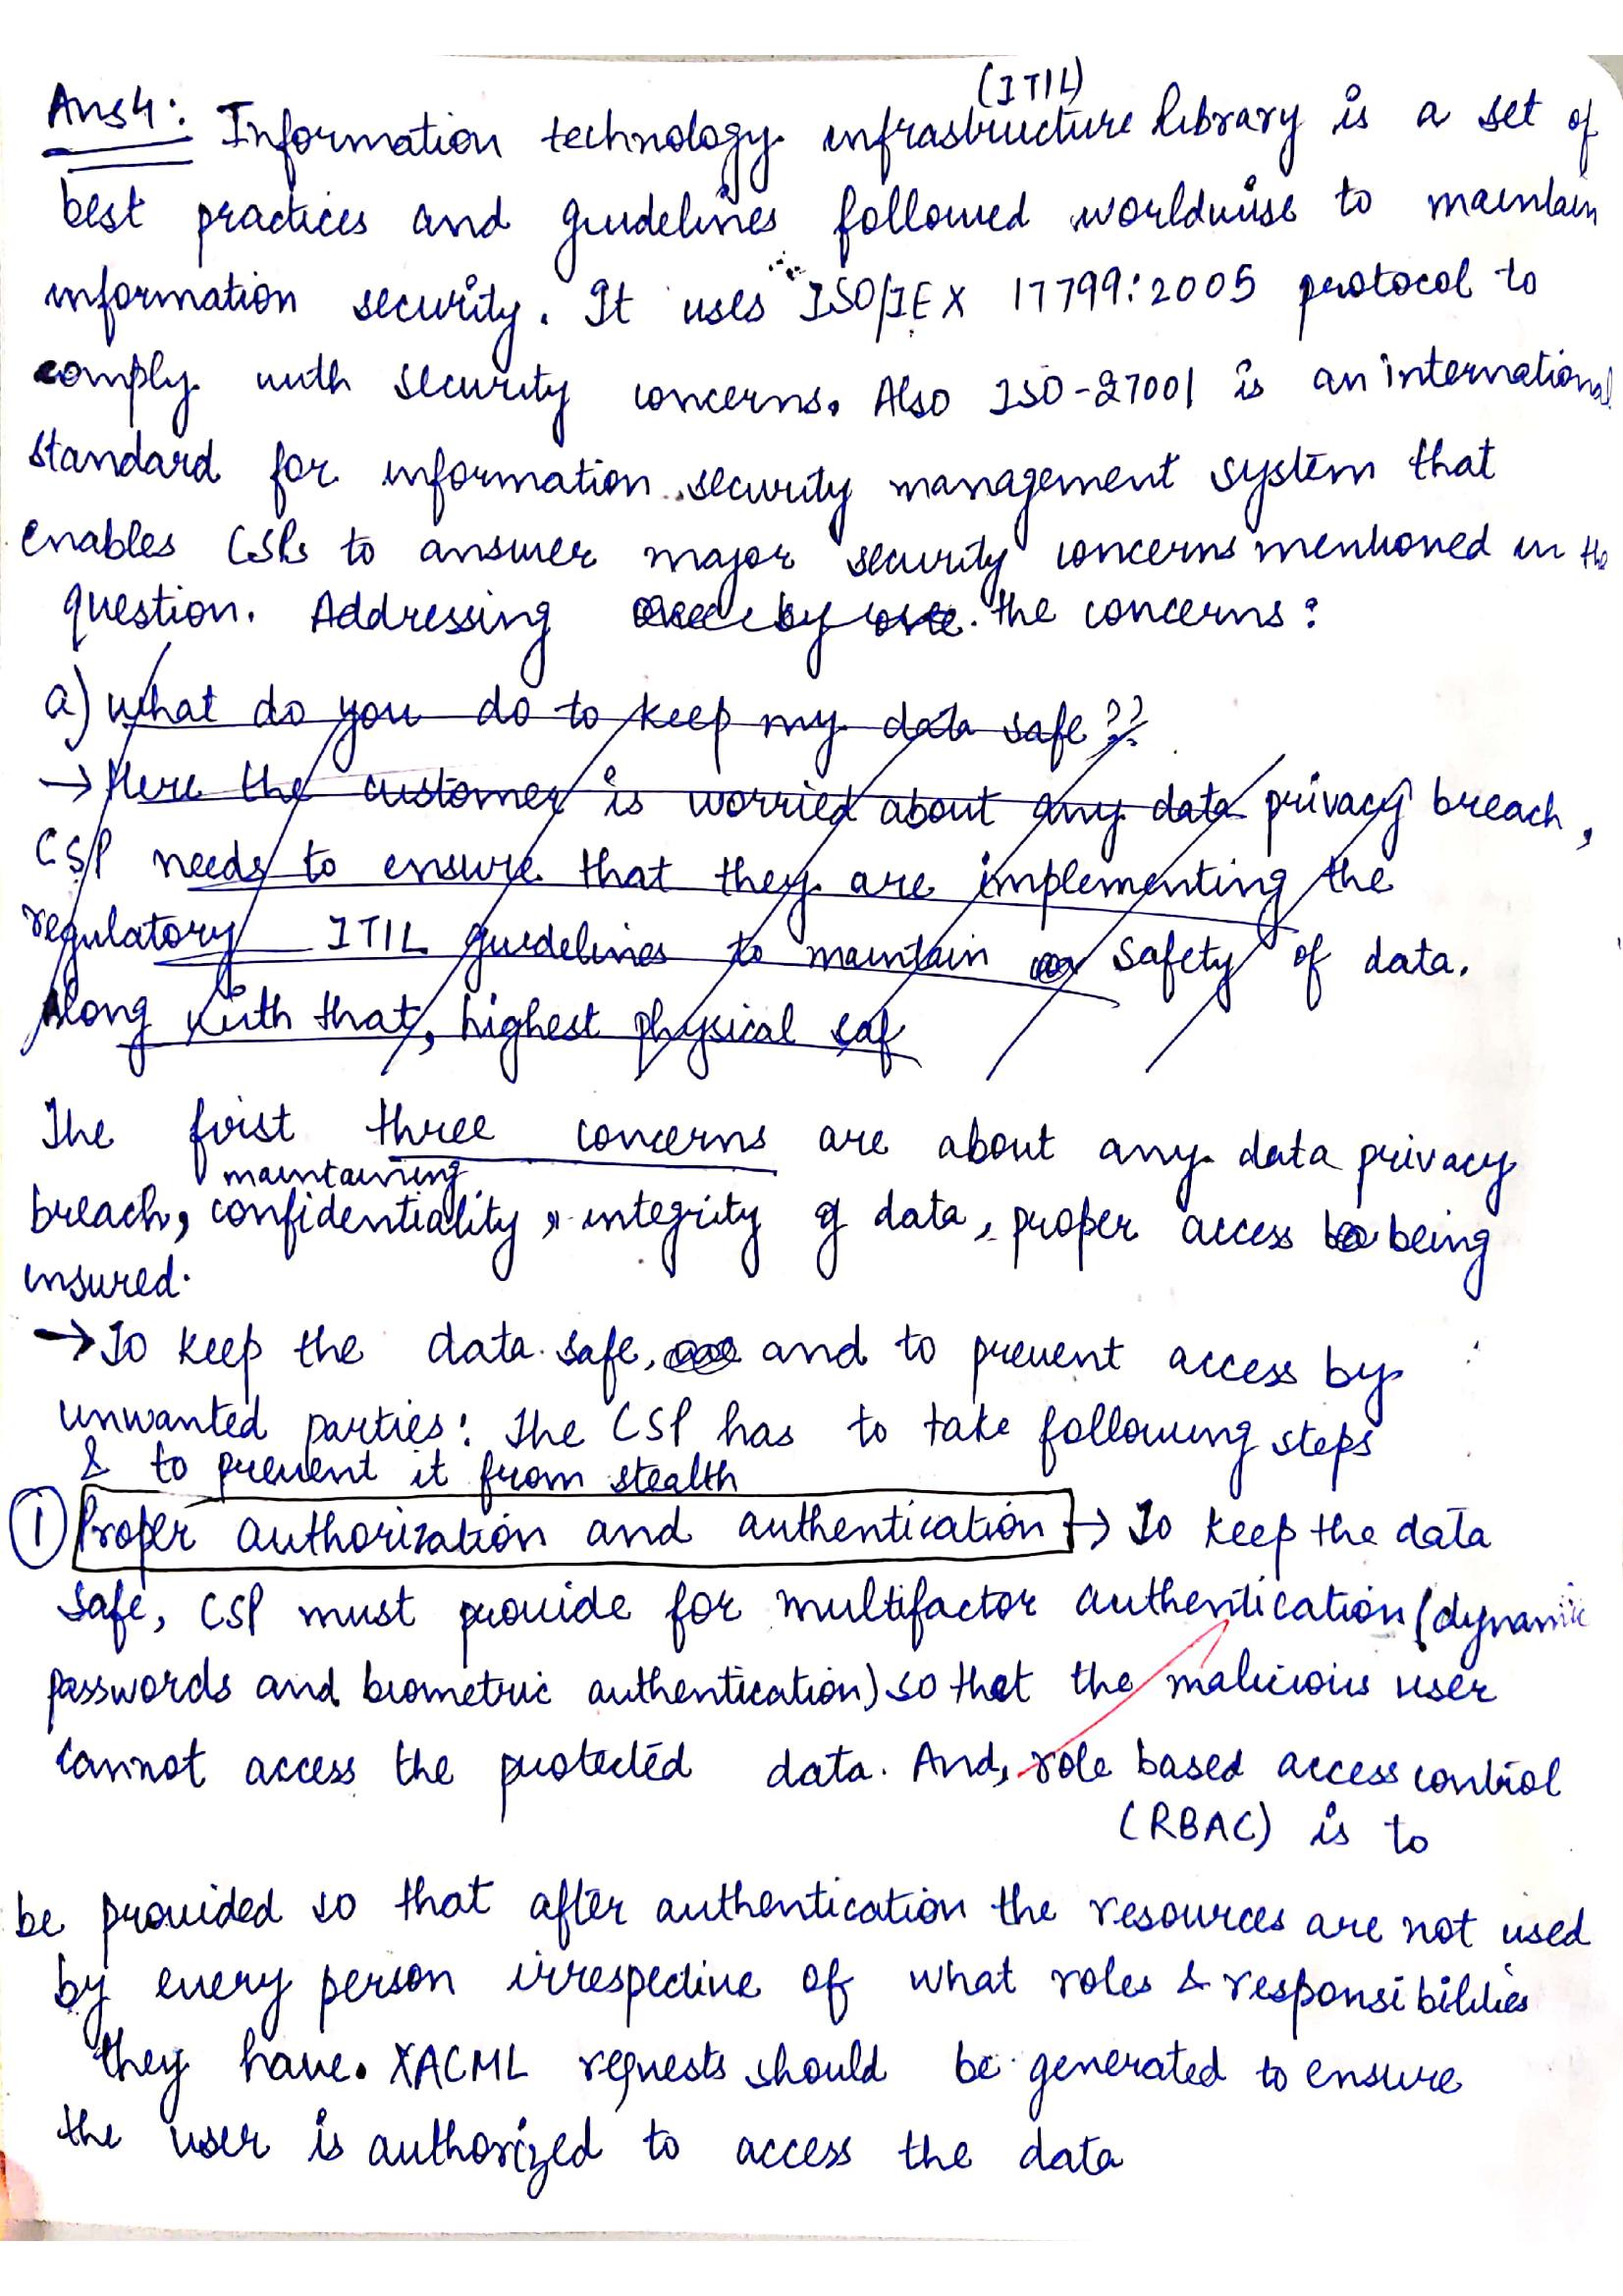 (ITIL)
Ans4: Information technology infrastructure library is a set of
best practices and guidelines followed worldwise to maintain
information security. It uses ISO/IEX 17799:2005 protocol to
comply with security concerns. Also ISO-27001 is an international
standard for information security management system that
enables CSPs to answer major security concerns mentioned in the
question. Addressing one by one the concerns:
a) What do you do to keep my data safe??
→ Here the customer is worried about any data privacy breach,
CSP needs to ensure that they are implementing the
regulatory ITIL guidelines to maintain safety of data.
Along with that, highest physical saf
The first three concerns are about any data privacy
maintaining
breach, confidentiality, integrity of data, proper access being
insured.
→ To keep the data safe, and to prevent access by
unwanted parties: The CSP has to take following steps
& to prevent it from stealth
① Proper authorization and authentication → To keep the data
safe, CSP must provide for multifactor authentication (dynamic
passwords and biometric authentication) so that the malicious user
cannot access the protected data. And, role based access control
(RBAC) is to
be provided so that after authentication the resources are not used
by every person irrespective of what roles & responsibilities
they have. XACML requests should be generated to ensure
the user is authorized to access the data